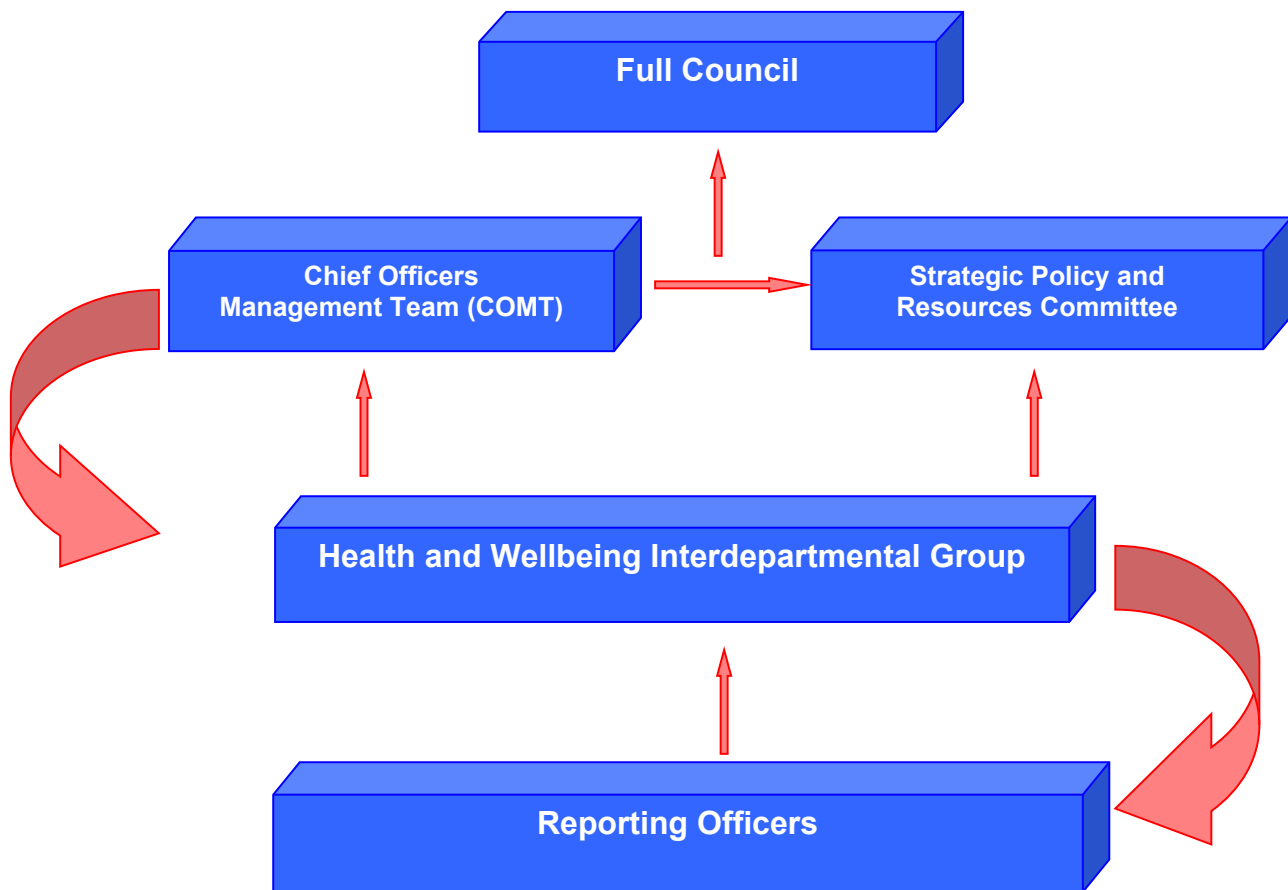 Full Council
Chief Officers
Management Team (COMT)
Strategic Policy and
Resources Committee
Health and Wellbeing Interdepartmental Group
Reporting Officers